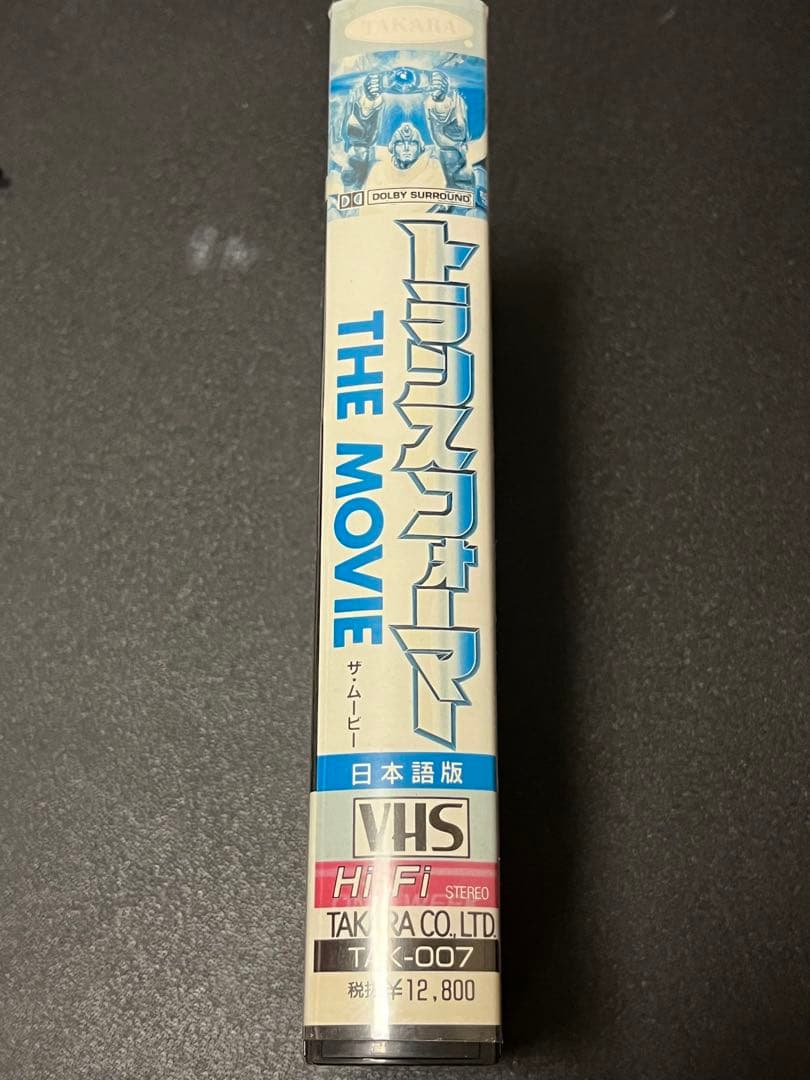 TAKARA
DOLBY SURROUND
トランスフォーマー
THE MOVIE
ザ・ムービー
日本語版
VHS
Hi-Fi STEREO
TAKARA CO.,LTD.
TAK-007
税抜¥12,800